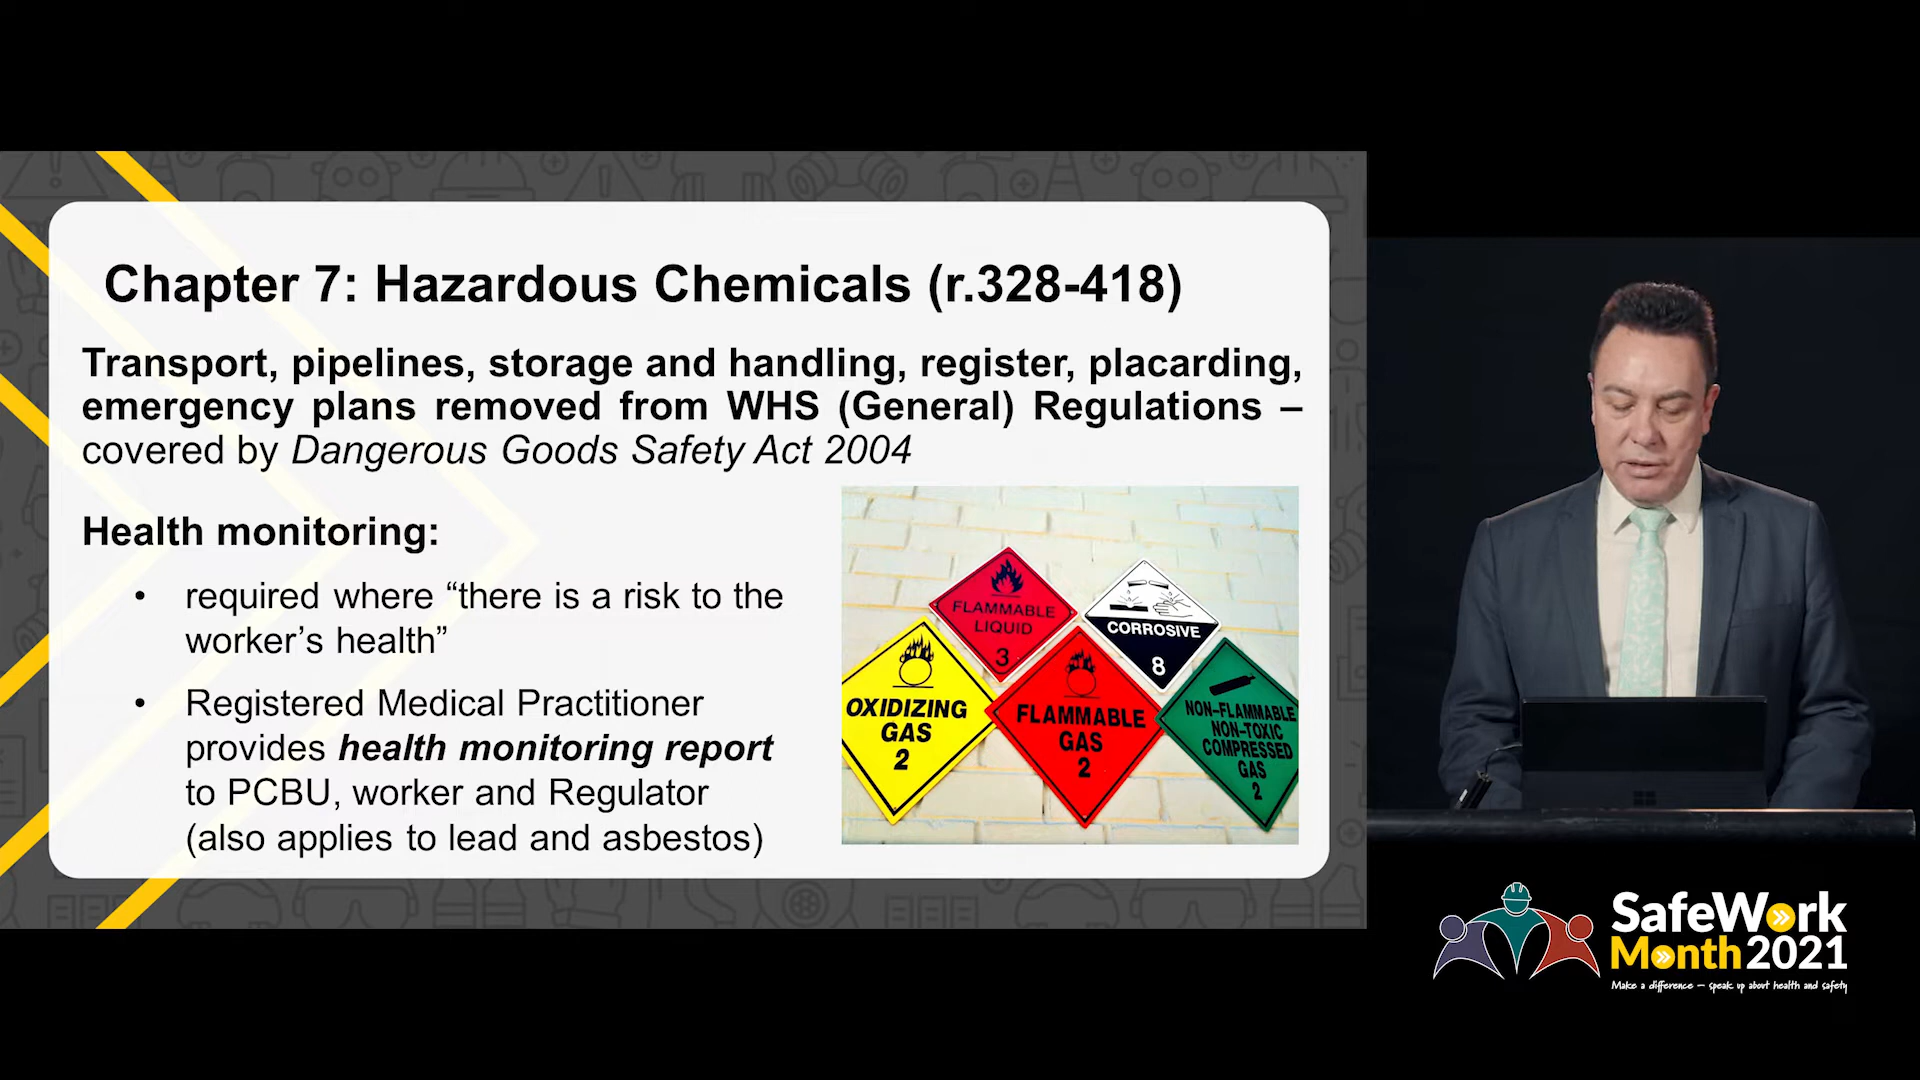 Chapter 7: Hazardous Chemicals (r.328-418)
Transport, pipelines, storage and handling, register, placarding,
emergency plans removed from WHS (General) Regulations –
covered by Dangerous Goods Safety Act 2004
Health monitoring:
• required where “there is a risk to the
worker’s health”
• Registered Medical Practitioner
provides health monitoring report
to PCBU, worker and Regulator
(also applies to lead and asbestos)
FLAMMABLE
LIQUID
3
CORROSIVE
8
OXIDIZING
GAS
2
FLAMMABLE
GAS
2
NON-FLAMMABLE
NON-TOXIC
COMPRESSED
GAS
2
SafeWork
Month 2021
Make a difference – speak up about health and safety